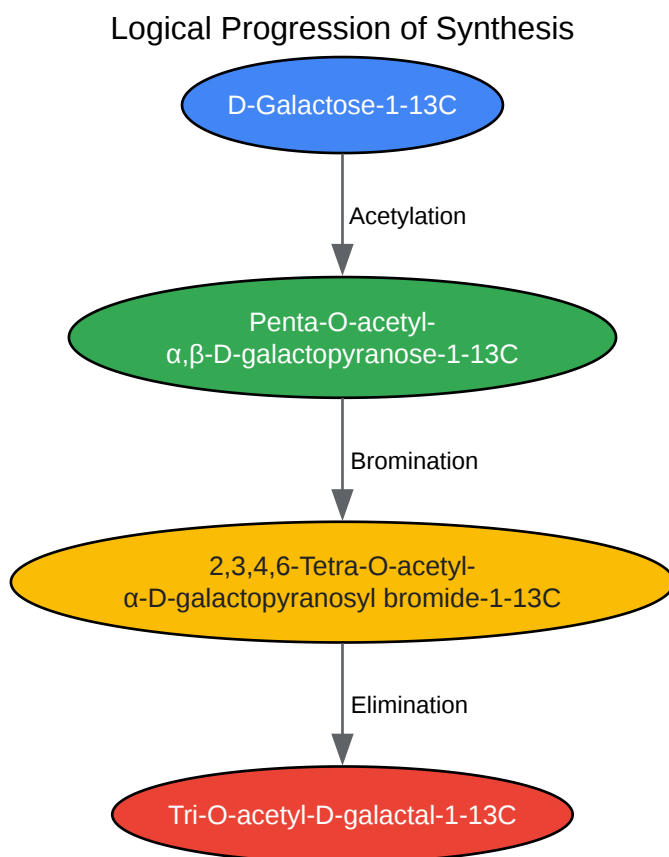 Logical Progression of Synthesis
D-Galactose-1-13C
Acetylation
Penta-O-acetyl-
α,β-D-galactopyranose-1-13C
Bromination
2,3,4,6-Tetra-O-acetyl-
α-D-galactopyranosyl bromide-1-13C
Elimination
Tri-O-acetyl-D-galactal-1-13C